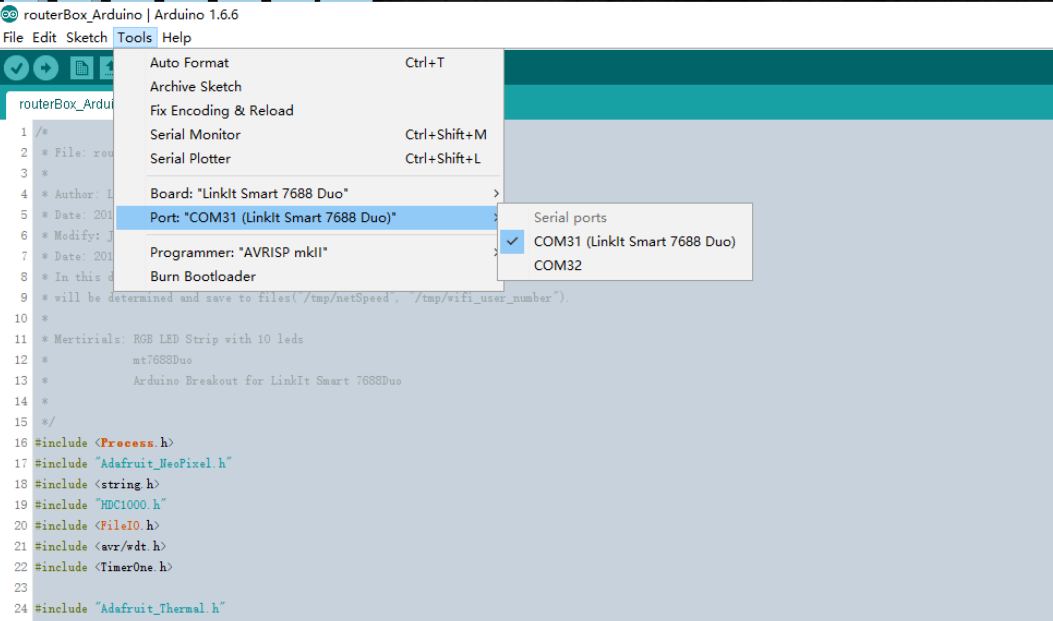 routerBox_Arduino | Arduino 1.6.6
File Edit Sketch Tools Help
Auto Format Ctrl+T
Archive Sketch
Fix Encoding & Reload
Serial Monitor Ctrl+Shift+M
Serial Plotter Ctrl+Shift+L
Board: "LinkIt Smart 7688 Duo"
Port: "COM31 (LinkIt Smart 7688 Duo)"
Programmer: "AVRISP mkII"
Burn Bootloader
Serial ports
COM31 (LinkIt Smart 7688 Duo)
COM32
routerBox_Ardui
1 /*
2 * File: rou
3 *
4 * Author: L
5 * Date: 201
6 * Modify: J
7 * Date: 201
8 * In this d
9 * will be determined and save to files("/tmp/netSpeed", "/tmp/wifi_user_number").
10 *
11 * Mertirials: RGB LED Strip with 10 leds
12 * mt7688Duo
13 * Arduino Breakout for LinkIt Smart 7688Duo
14 *
15 */
16 #include <Process.h>
17 #include "Adafruit_NeoPixel.h"
18 #include <string.h>
19 #include "HDC1000.h"
20 #include <FileIO.h>
21 #include <avr/wdt.h>
22 #include <TimerOne.h>
23
24 #include "Adafruit_Thermal.h"